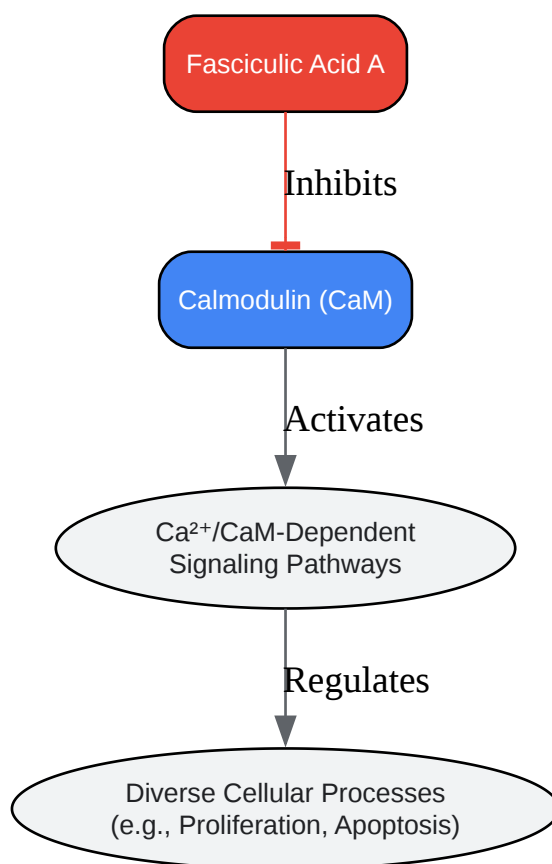 Fasciculic Acid A
Inhibits
Calmodulin (CaM)
Activates
Ca²⁺/CaM-Dependent
Signaling Pathways
Regulates
Diverse Cellular Processes
(e.g., Proliferation, Apoptosis)